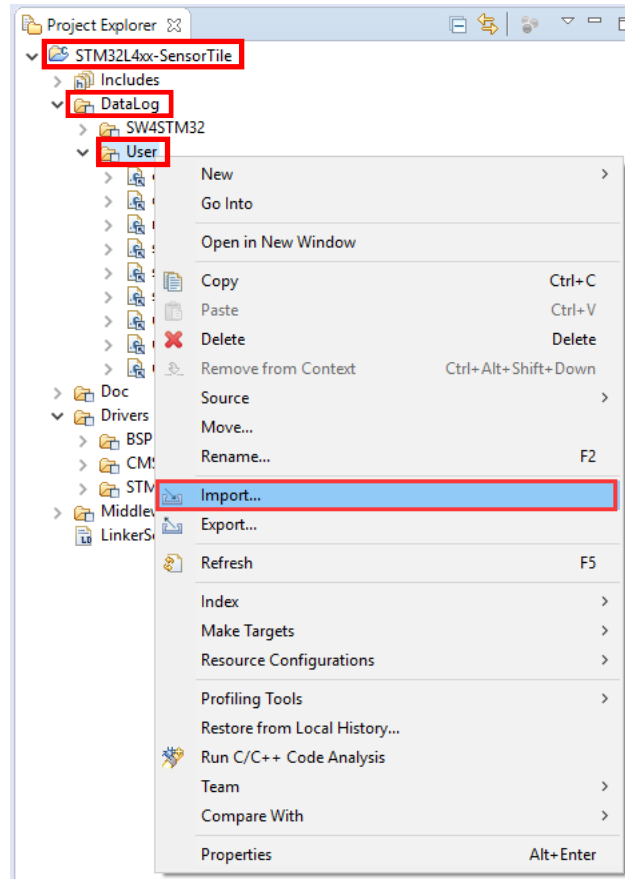 Project Explorer
STM32L4xx-SensorTile
Includes
DataLog
SW4STM32
User
New
Go Into
Open in New Window
Copy Ctrl+C
Paste Ctrl+V
Delete Delete
Remove from Context Ctrl+Alt+Shift+Down
Source
Move...
Rename... F2
Import...
Export...
Refresh F5
Index
Make Targets
Resource Configurations
Profiling Tools
Restore from Local History...
Run C/C++ Code Analysis
Team
Compare With
Properties Alt+Enter
Doc
Drivers
BSP